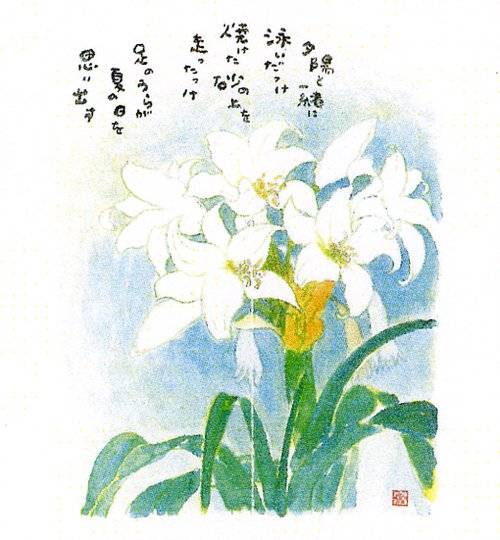 夕陽と一緒に
泳いだっけ
焼けた砂の上を
走ったっけ
足のうらが
夏の日を
思い出す